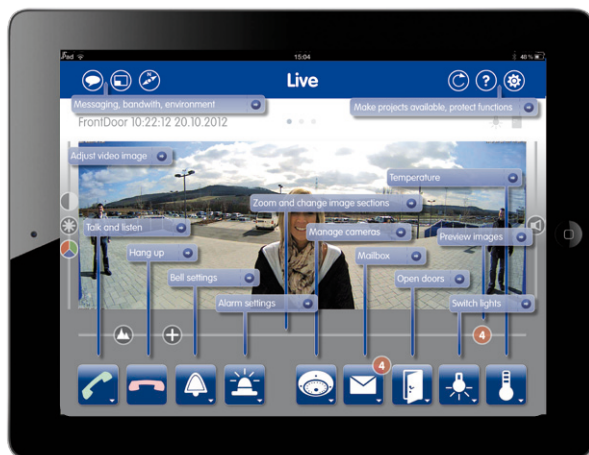 iPad
15:04
40 %
Live
?
Messaging, bandwith, environment
Make projects available, protect functions
FrontDoor 10:22:12 20.10.2012
Adjust video image
Temperature
Zoom and change image sections
Talk and listen
Manage cameras
Preview images
Hang up
Mailbox
Bell settings
Open doors
Alarm settings
Switch lights
4
4